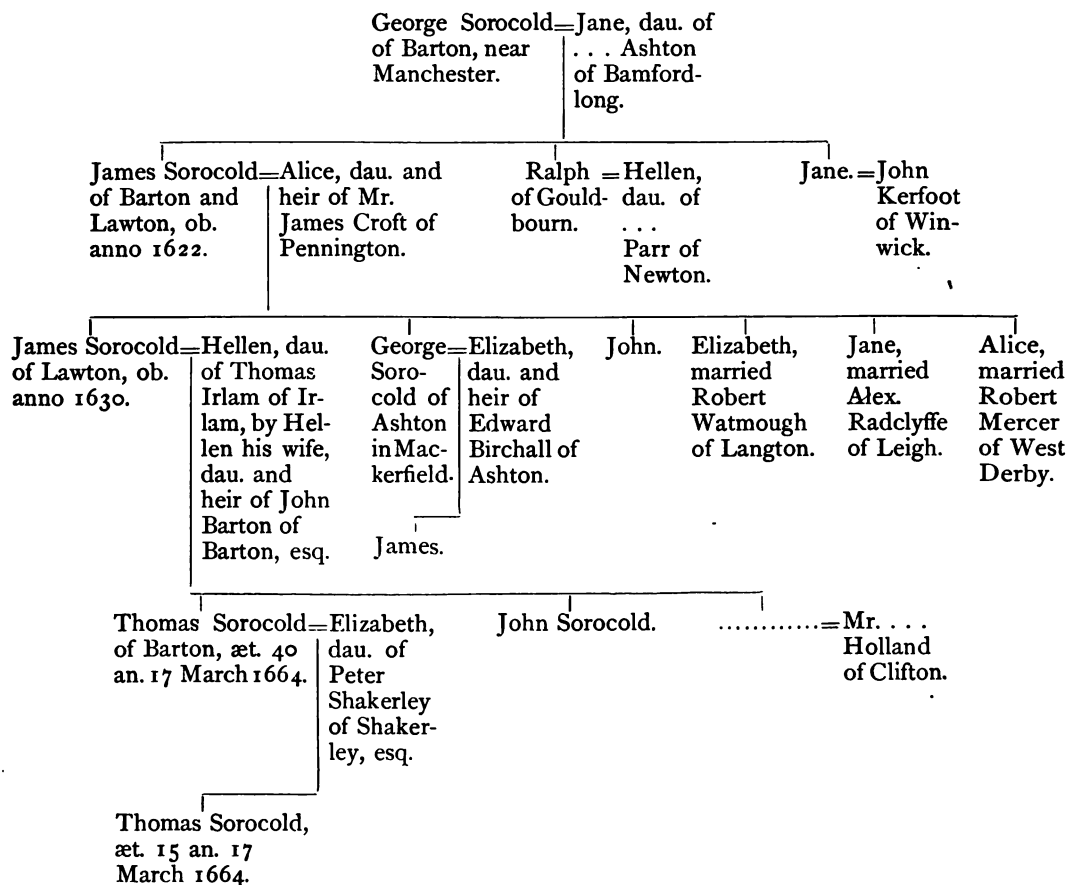 George Sorocold=Jane, dau. of
of Barton, near
Manchester.
. . . Ashton
of Bamford-
long.
James Sorocold=Alice, dau. and
of Barton and
Lawton, ob.
anno 1622.
heir of Mr.
James Croft of
Pennington.
Ralph = Hellen,
of Gould-
bourn.
dau. of
. . .
Parr of
Newton.
Jane.=John
Kerfoot
of Win-
wick.
James Sorocold=Hellen, dau.
of Lawton, ob.
anno 1630.
of Thomas
Irlam of Ir-
lam, by Hel-
len his wife,
dau. and
heir of John
Barton of
Barton, esq.
George=Elizabeth,
Soro-
cold of
Ashton
in Mac-
kerfield.
dau. and
heir of
Edward
Birchall of
Ashton.
James.
John.
Elizabeth,
married
Robert
Watmough
of Langton.
Jane,
married
Alex.
Radclyffe
of Leigh.
Alice,
married
Robert
Mercer
of West
Derby.
Thomas Sorocold=Elizabeth,
of Barton, æt. 40
an. 17 March 1664.
dau. of
Peter
Shakerley
of Shaker-
ley, esq.
John Sorocold.
............=Mr. . . .
Holland
of Clifton.
Thomas Sorocold,
æt. 15 an. 17
March 1664.